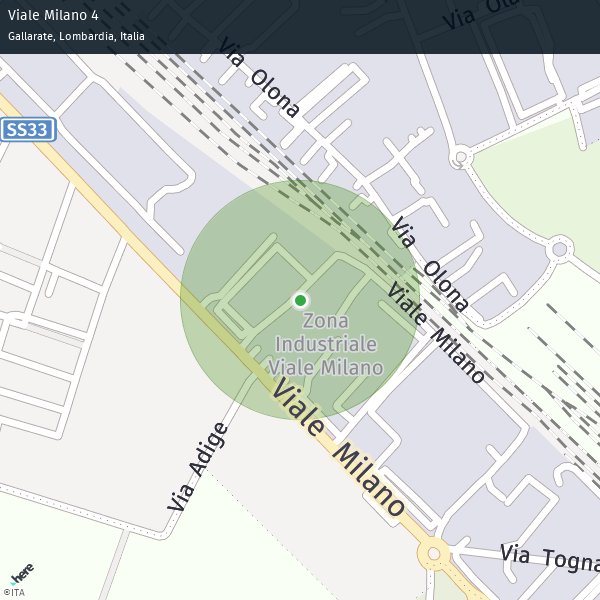 Viale Milano 4
Gallarate, Lombardia, Italia
Via Olo
Via Olona
SS33
Via Olona
Viale Milano
Zona
Industriale
Viale Milano
Viale Milano
Via Adige
Via Togna
here
©ITA